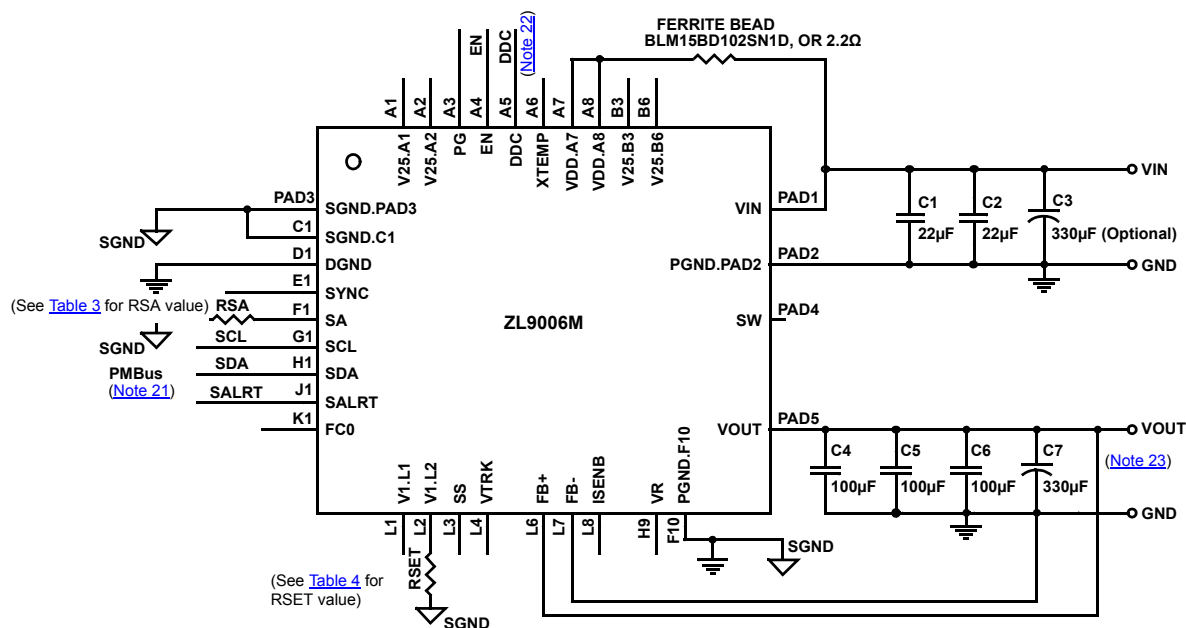 FERRITE BEAD
BLM15BD102SN1D, OR 2.2Ω
EN
DDC
(Note 22)
A1
A2
A3
A4
A5
A6
A7
A8
B3
B6
V25.A1
V25.A2
PG
EN
DDC
XTEMP
VDD.A7
VDD.A8
V25.B3
V25.B6
PAD3
SGND.PAD3
C1
SGND.C1
SGND
D1
DGND
E1
SYNC
(See Table 3 for RSA value)
RSA
F1
SA
SGND
SCL
G1
SCL
PMBus
(Note 21)
SDA
H1
SDA
SALRT
J1
SALRT
K1
FC0
ZL9006M
VIN
PAD1
PGND.PAD2
PAD2
SW
PAD4
VOUT
PAD5
C1
22µF
C2
22µF
C3
330µF (Optional)
VIN
GND
C4
100µF
C5
100µF
C6
100µF
C7
330µF
VOUT
(Note 23)
GND
V1.L1
V1.L2
SS
VTRK
FB+
FB-
ISENB
VR
PGND.F10
L1
L2
L3
L4
L6
L7
L8
H9
F10
SGND
RSET
(See Table 4 for
RSET value)
SGND